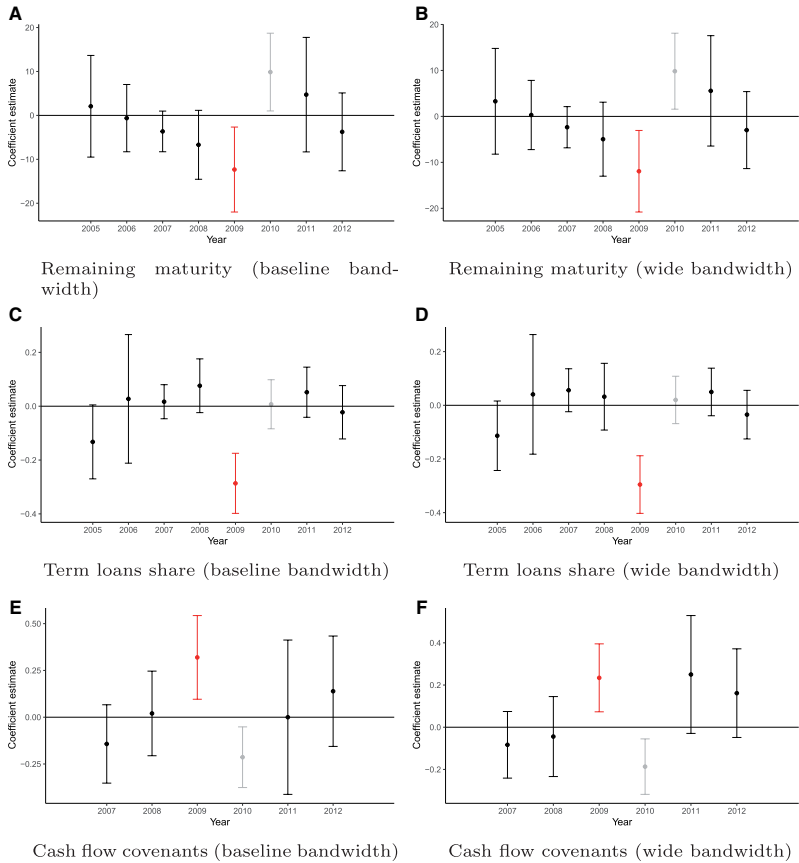 A
Coefficient estimate
20
10
0
−10
−20
2005 2006 2007 2008 2009 2010 2011 2012
Year
Remaining maturity (baseline band-
width)
B
Coefficient estimate
20
10
0
−10
−20
2005 2006 2007 2008 2009 2010 2011 2012
Year
Remaining maturity (wide bandwidth)
C
Coefficient estimate
0.2
0.0
−0.2
−0.4
2005 2006 2007 2008 2009 2010 2011 2012
Year
Term loans share (baseline bandwidth)
D
Coefficient estimate
0.2
0.0
−0.2
−0.4
2005 2006 2007 2008 2009 2010 2011 2012
Year
Term loans share (wide bandwidth)
E
Coefficient estimate
0.50
0.25
0.00
−0.25
2007 2008 2009 2010 2011 2012
Year
Cash flow covenants (baseline bandwidth)
F
Coefficient estimate
0.4
0.2
0.0
−0.2
2007 2008 2009 2010 2011 2012
Year
Cash flow covenants (wide bandwidth)